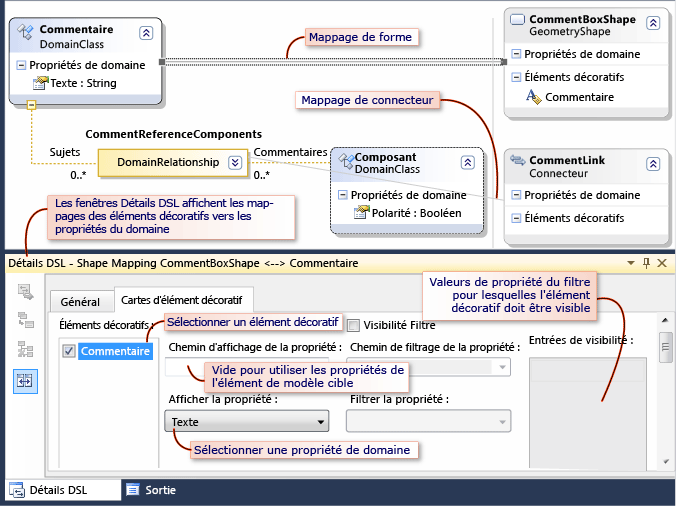 Commentaire
DomainClass
Propriétés de domaine
Texte : String
Mappage de forme
CommentBoxShape
GeometryShape
Propriétés de domaine
Éléments décoratifs
Commentaire
Mappage de connecteur
CommentReferenceComponents
Sujets
0..*
DomainRelationship
Commentaires
0..*
Composant
DomainClass
Propriétés de domaine
Polarité : Booléen
CommentLink
Connecteur
Propriétés de domaine
Éléments décoratifs
Les fenêtres Détails DSL affichent les map-
pages des éléments décoratifs vers les
propriétés du domaine
Détails DSL - Shape Mapping CommentBoxShape <--> Commentaire
Valeurs de propriété du filtre
pour lesquelles l'élément
décoratif doit être visible
Général
Cartes d'élément décoratif
Éléments décoratifs :
Sélectionner un élément décoratif
Visibilité Filtre
Commentaire
Chemin d'affichage de la propriété :
Chemin de filtrage de la propriété :
Entrées de visibilité :
Vide pour utiliser les propriétés de
l'élément de modèle cible
Afficher la propriété :
Filtrer la propriété :
Texte
Sélectionner une propriété de domaine
Détails DSL
Sortie